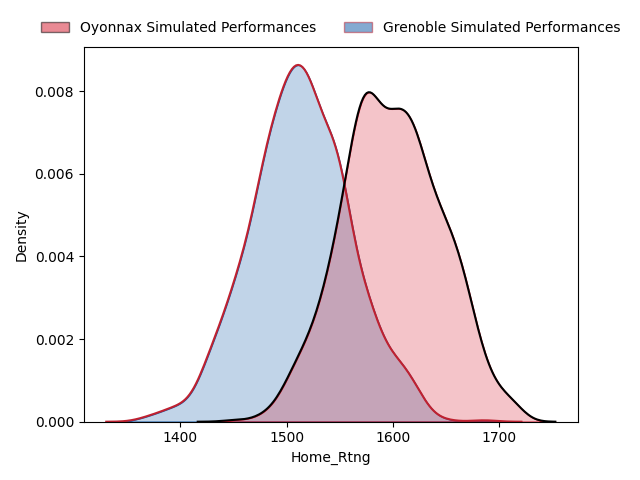 Oyonnax Simulated Performances
Grenoble Simulated Performances
0.008
0.006
0.004
0.002
0.000
Density
1400
1500
1600
1700
Home_Rtng